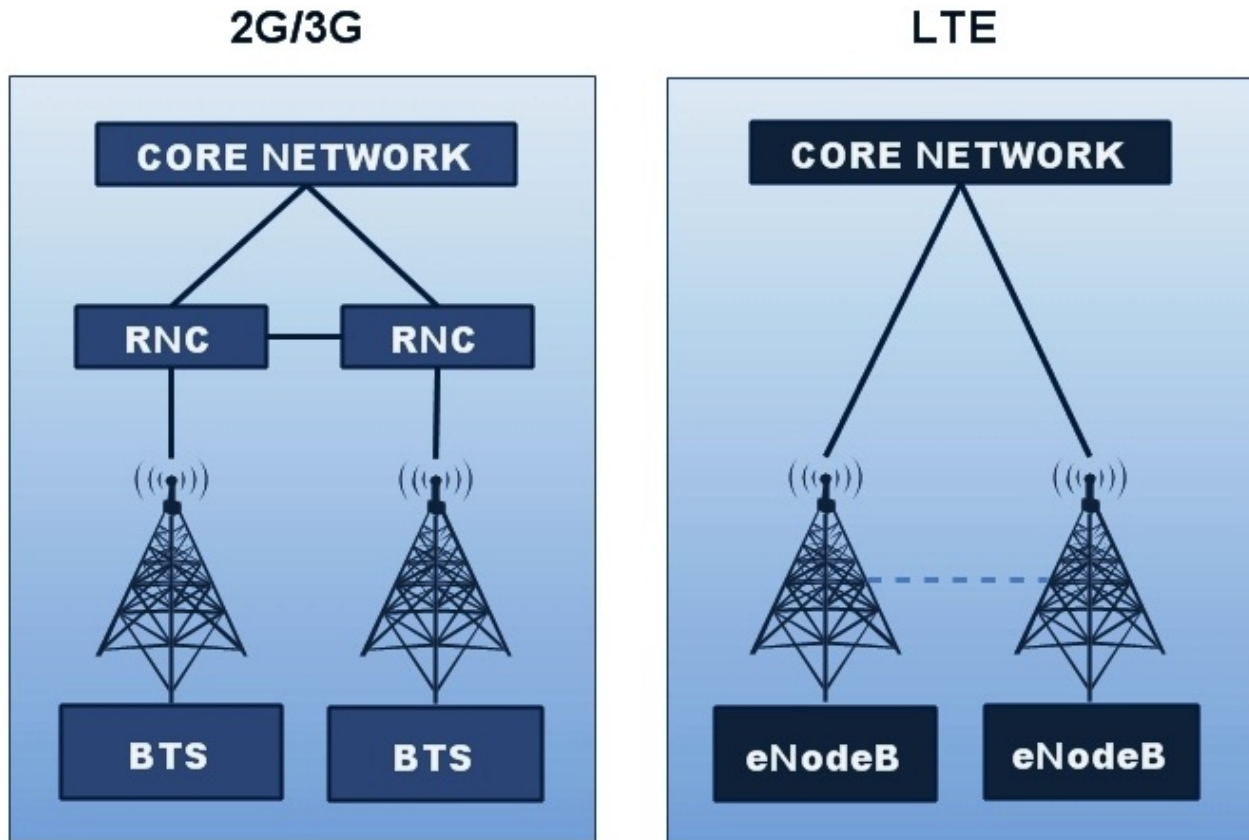 2G/3G
CORE NETWORK
RNC
RNC
BTS
BTS
LTE
CORE NETWORK
eNodeB
eNodeB